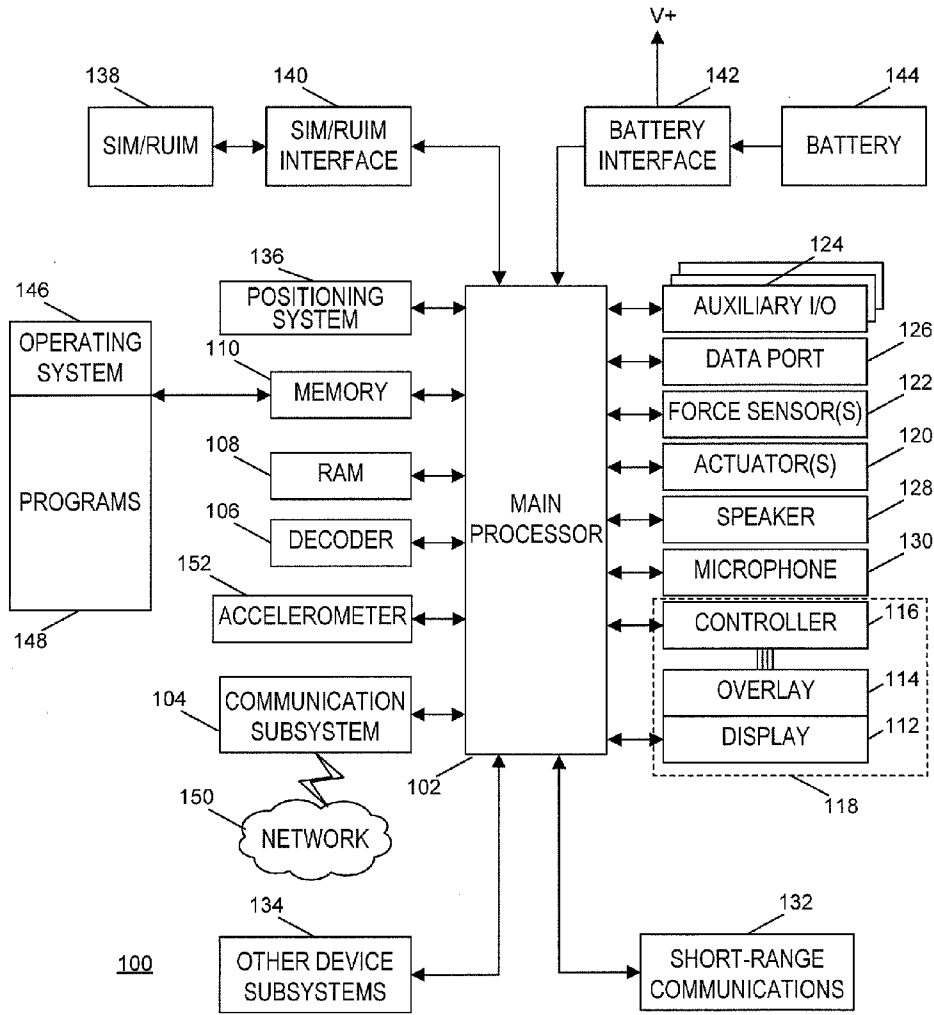 V+
138
140
142
144
SIM/RUIM
SIM/RUIM
INTERFACE
BATTERY
INTERFACE
BATTERY
136
POSITIONING
SYSTEM
124
AUXILIARY I/O
146
OPERATING
SYSTEM
110
MEMORY
DATA PORT
126
FORCE SENSOR(S)
122
108
RAM
ACTUATOR(S)
120
PROGRAMS
MAIN
PROCESSOR
106
DECODER
SPEAKER
128
MICROPHONE
130
152
ACCELEROMETER
148
CONTROLLER
116
104
COMMUNICATION
SUBSYSTEM
OVERLAY
114
DISPLAY
112
102
118
150
NETWORK
134
OTHER DEVICE
SUBSYSTEMS
132
SHORT-RANGE
COMMUNICATIONS
100